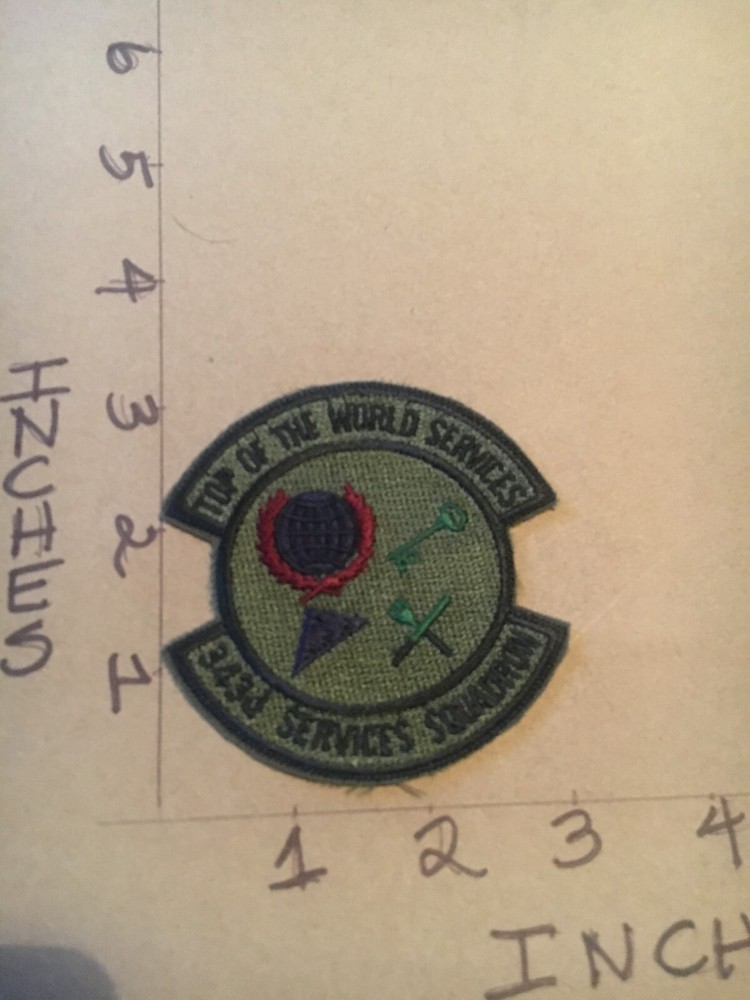 6
5
4
3
2
1
INCHES
TOP OF THE WORLD SERVICES
343d SERVICES SQUADRON
1 2 3 4
INCH